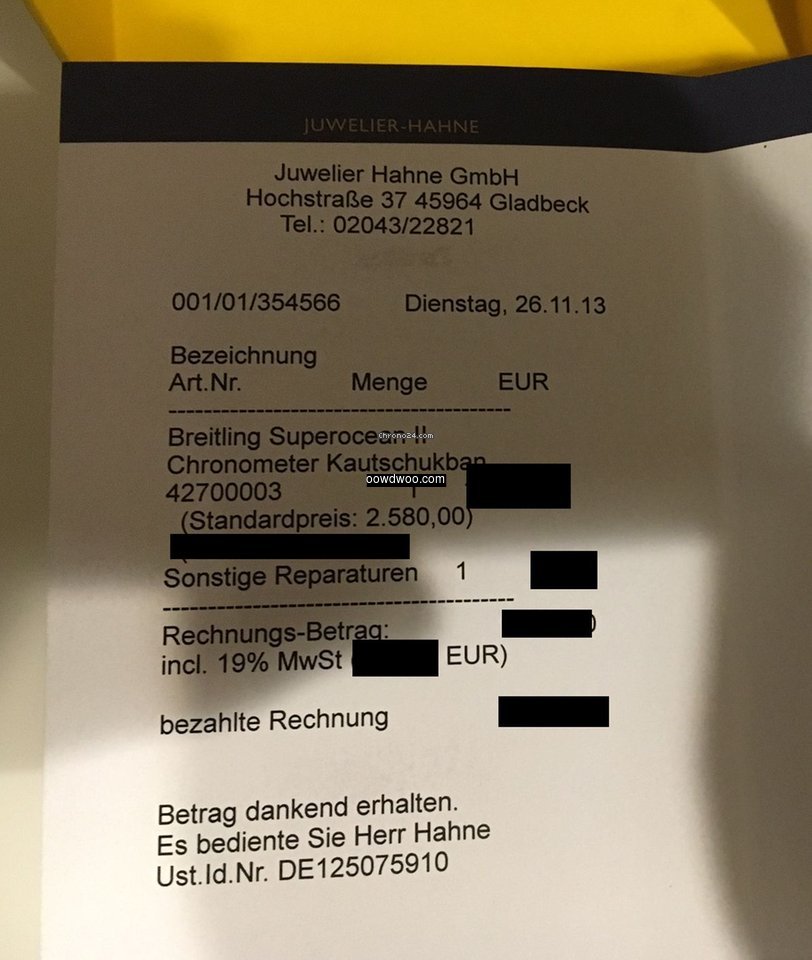 JUWELIER-HAHNE
Juwelier Hahne GmbH
Hochstraße 37 45964 Gladbeck
Tel.: 02043/22821
001/01/354566 Dienstag, 26.11.13
Bezeichnung
Art.Nr. Menge EUR
----------------------------------------
Breitling Superocean II
Chrono24.com
Chronometer Kautschukban
oowdwoo.com
42700003 1
(Standardpreis: 2.580,00)
Sonstige Reparaturen 1
----------------------------------------
Rechnungs-Betrag:
incl. 19% MwSt ( EUR)
bezahlte Rechnung
Betrag dankend erhalten.
Es bediente Sie Herr Hahne
Ust.Id.Nr. DE125075910